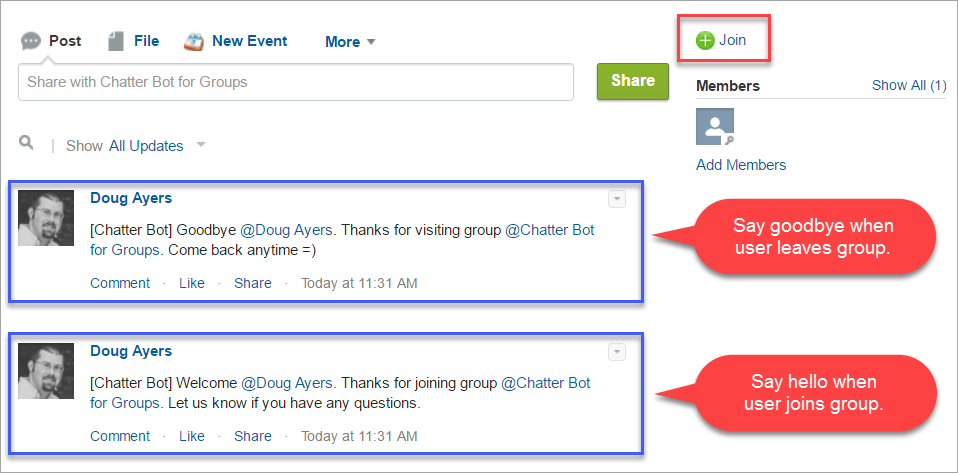 Post File New Event More
Join
Share with Chatter Bot for Groups
Share
Members Show All (1)
Add Members
Show All Updates
Doug Ayers
[Chatter Bot] Goodbye @Doug Ayers. Thanks for visiting group @Chatter Bot
for Groups. Come back anytime =)
Comment · Like · Share · Today at 11:31 AM
Say goodbye when
user leaves group.
Doug Ayers
[Chatter Bot] Welcome @Doug Ayers. Thanks for joining group @Chatter Bot
for Groups. Let us know if you have any questions.
Comment · Like · Share · Today at 11:31 AM
Say hello when
user joins group.